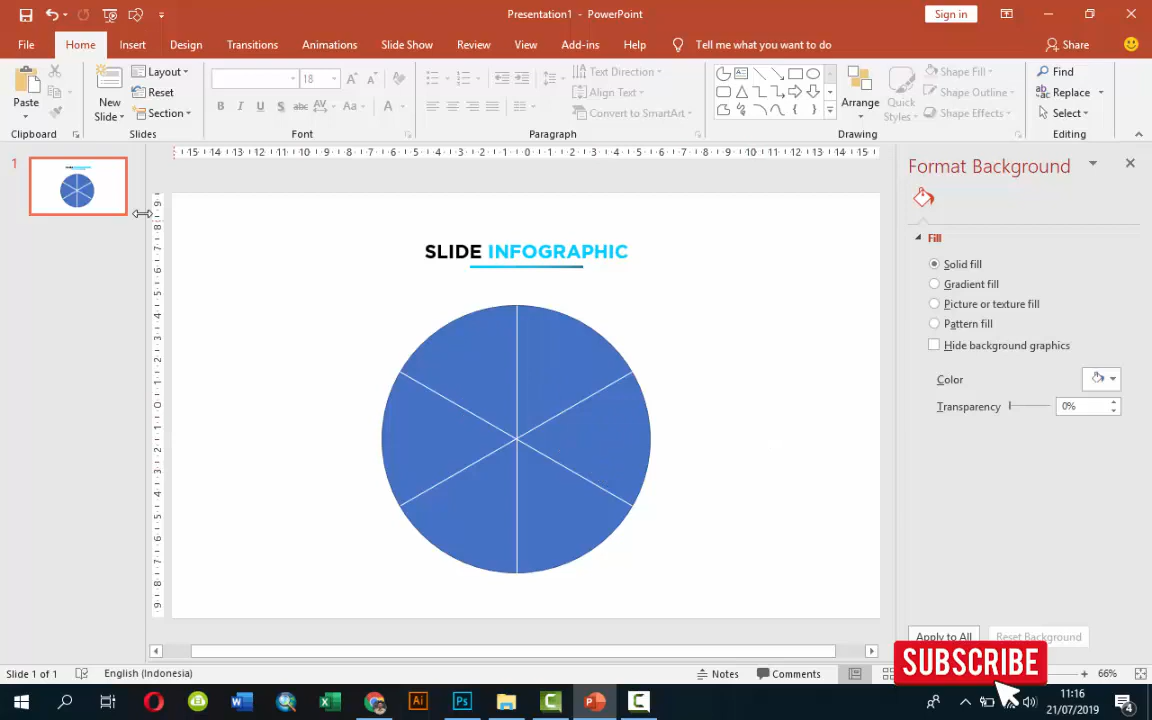 Presentation1 - PowerPoint
Sign in
File Home Insert Design Transitions Animations Slide Show Review View Add-ins Help Tell me what you want to do Share
Paste
Clipboard
New Slide
Layout
Reset
Section
Slides
18
B I U S abc AV Aa A
Font
Text Direction
Align Text
Convert to SmartArt
Paragraph
Arrange
Quick Styles
Shape Fill
Shape Outline
Shape Effects
Drawing
Find
Replace
Select
Editing
1
SLIDE INFOGRAPHIC
Format Background
Fill
Solid fill
Gradient fill
Picture or texture fill
Pattern fill
Hide background graphics
Color
Transparency 0%
Apply to All Reset Background
SUBSCRIBE
Slide 1 of 1 English (Indonesia) Notes Comments 66%
11:16
21/07/2019